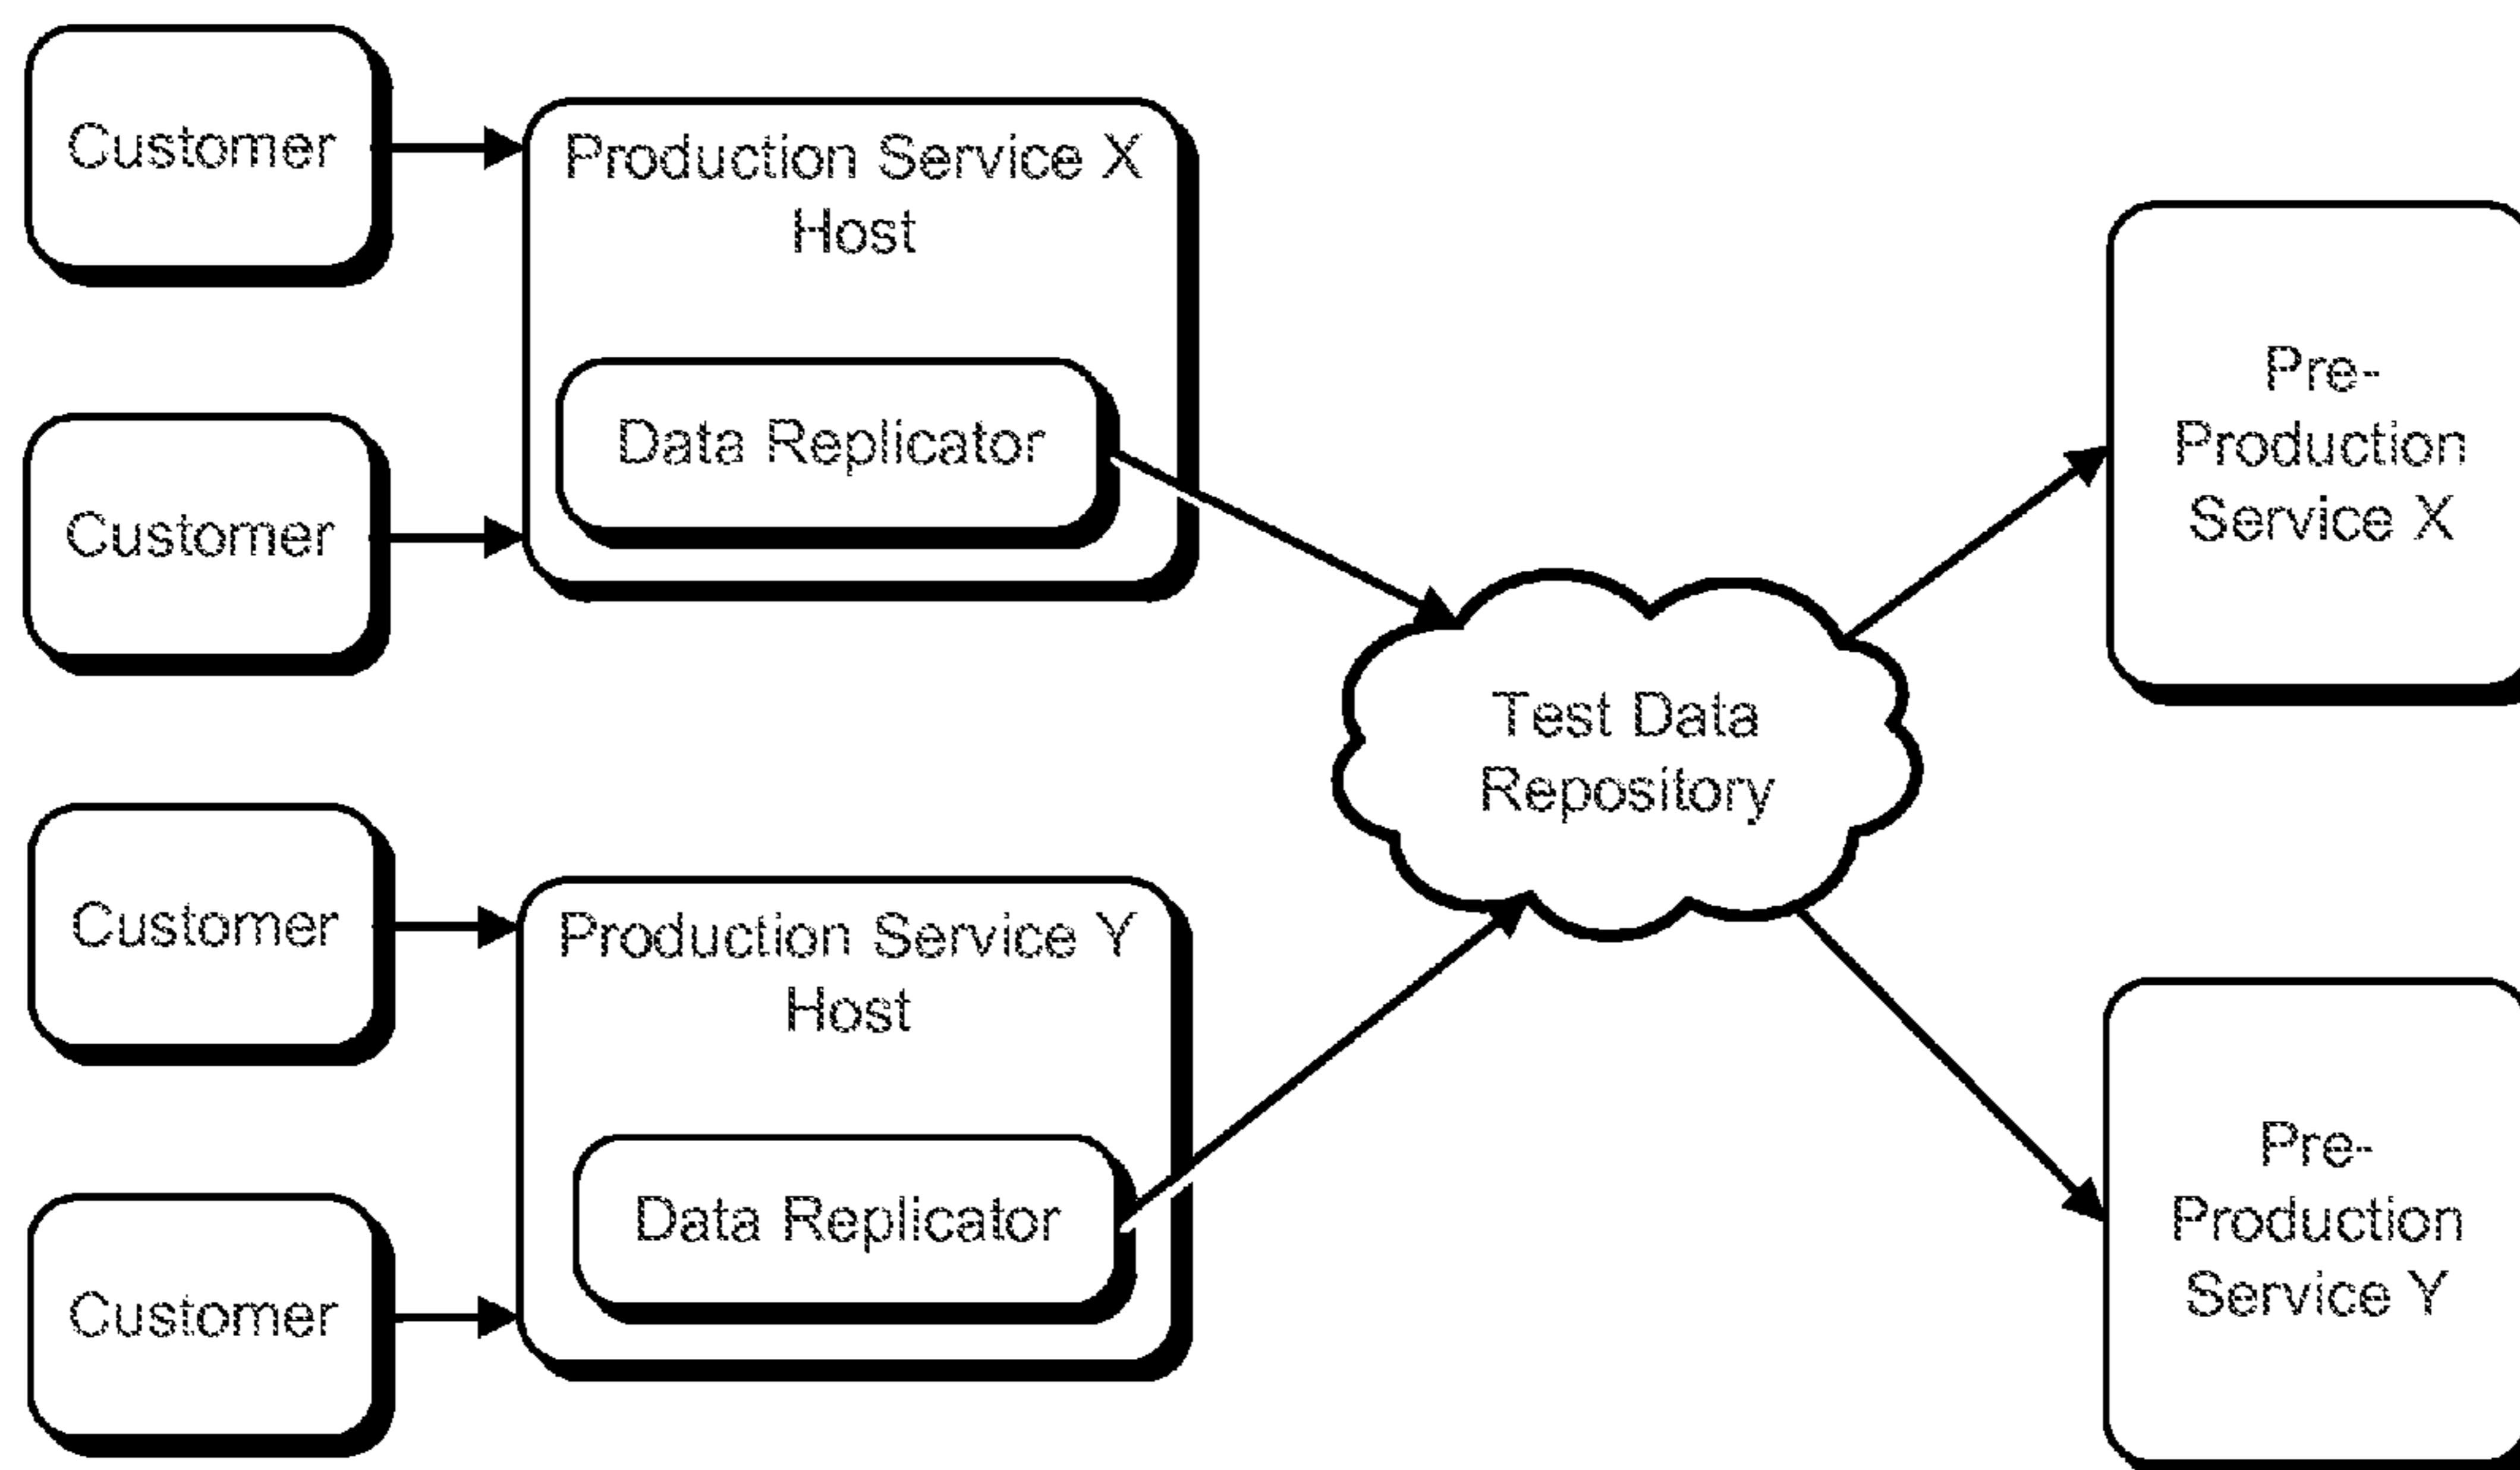 Customer
Production Service X
Host
Data Replicator
Customer
Pre-
Production
Service X
Test Data
Repository
Customer
Production Service Y
Host
Data Replicator
Customer
Pre-
Production
Service Y